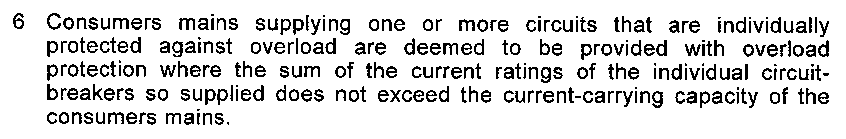 6 Consumers mains supplying one or more circuits that are individually
protected against overload are deemed to be provided with overload
protection where the sum of the current ratings of the individual circuit-
breakers so supplied does not exceed the current-carrying capacity of the
consumers mains.